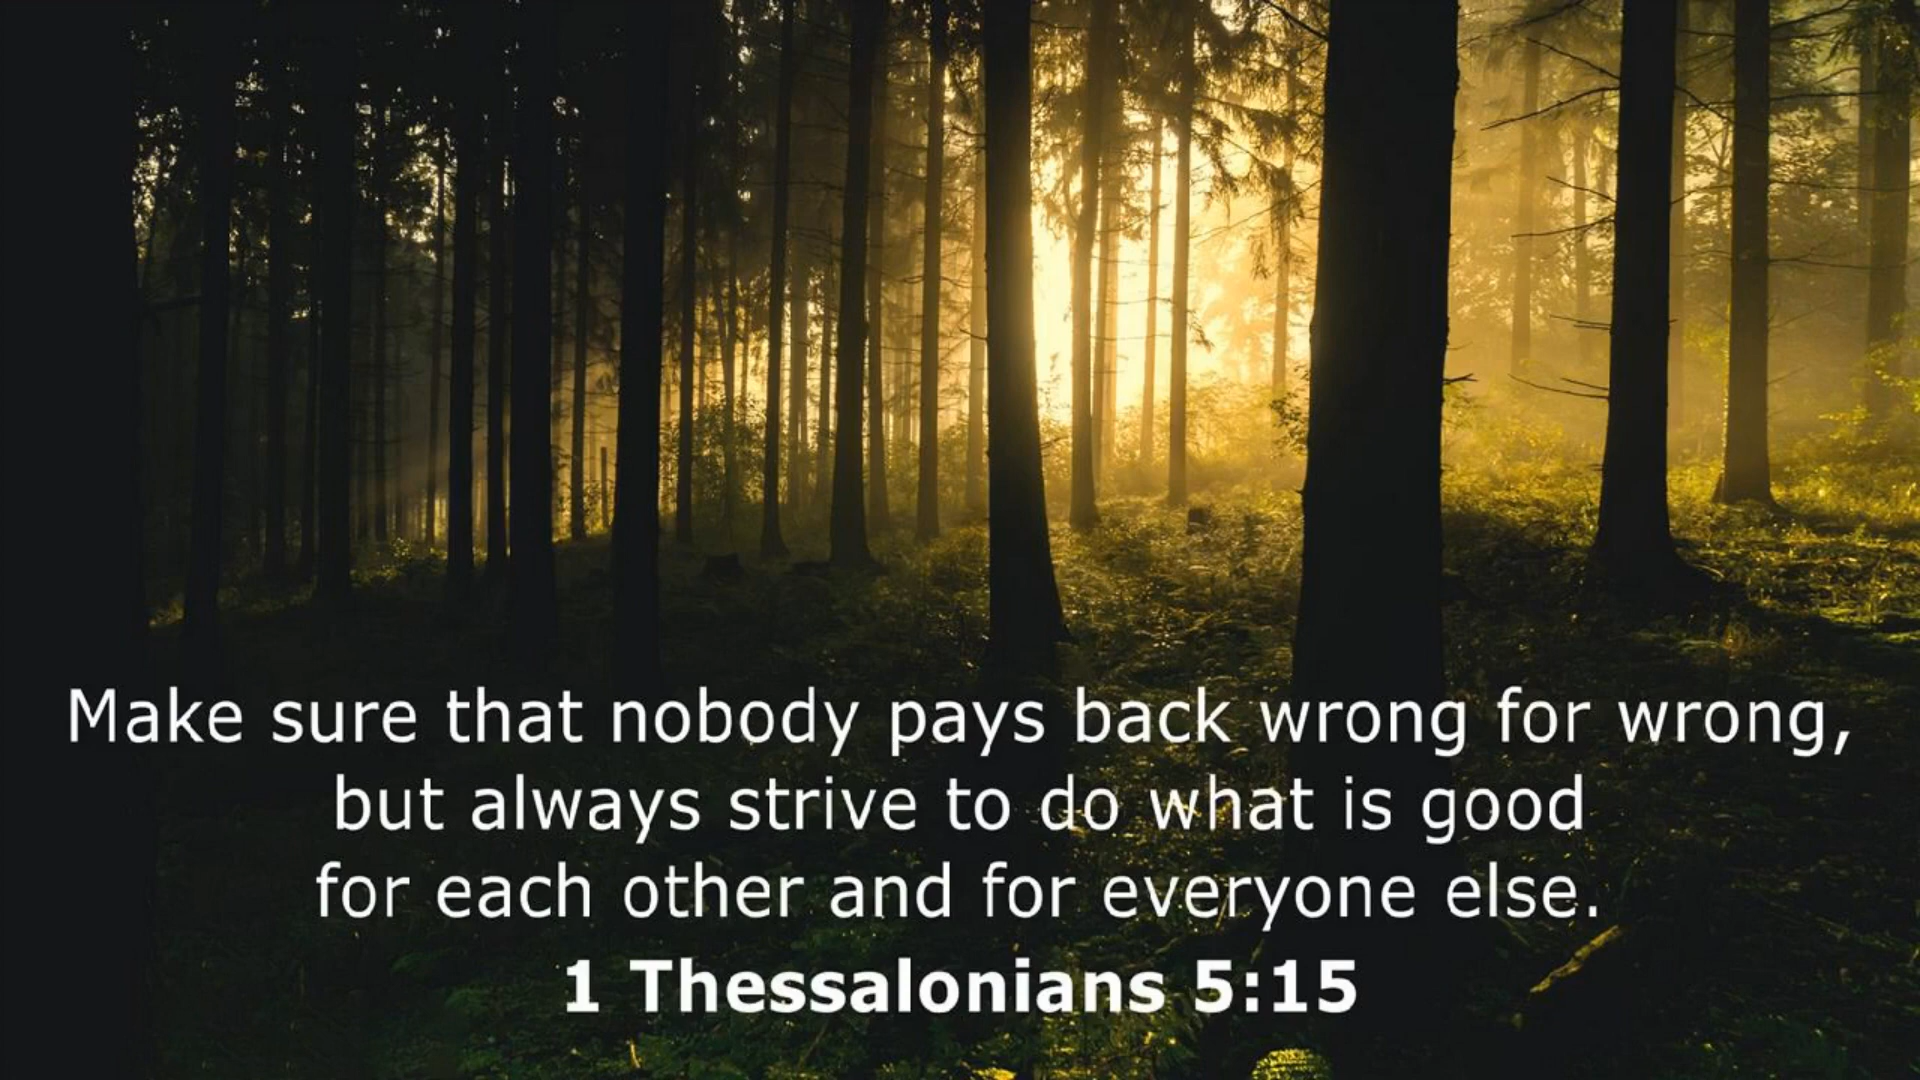 Make sure that nobody pays back wrong for wrong,
but always strive to do what is good
for each other and for everyone else.
1 Thessalonians 5:15